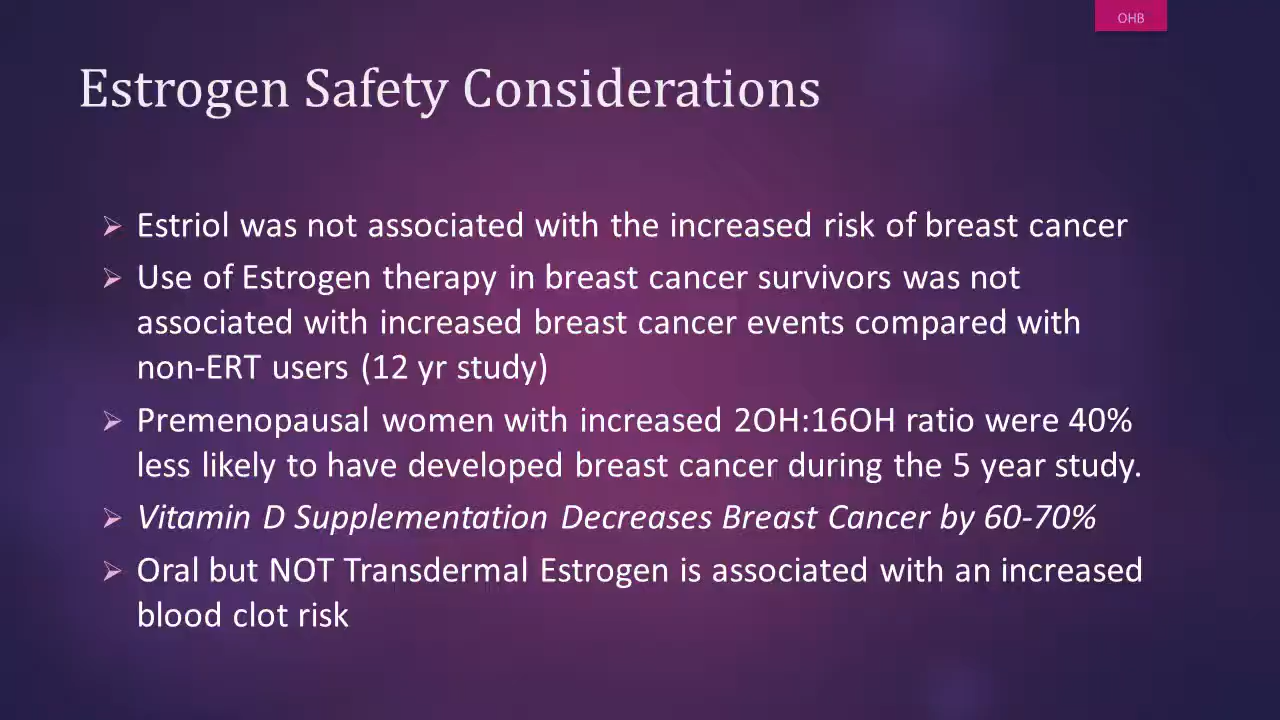 OHB
Estrogen Safety Considerations
➢ Estriol was not associated with the increased risk of breast cancer
➢ Use of Estrogen therapy in breast cancer survivors was not
associated with increased breast cancer events compared with
non-ERT users (12 yr study)
➢ Premenopausal women with increased 2OH:16OH ratio were 40%
less likely to have developed breast cancer during the 5 year study.
➢ Vitamin D Supplementation Decreases Breast Cancer by 60-70%
➢ Oral but NOT Transdermal Estrogen is associated with an increased
blood clot risk